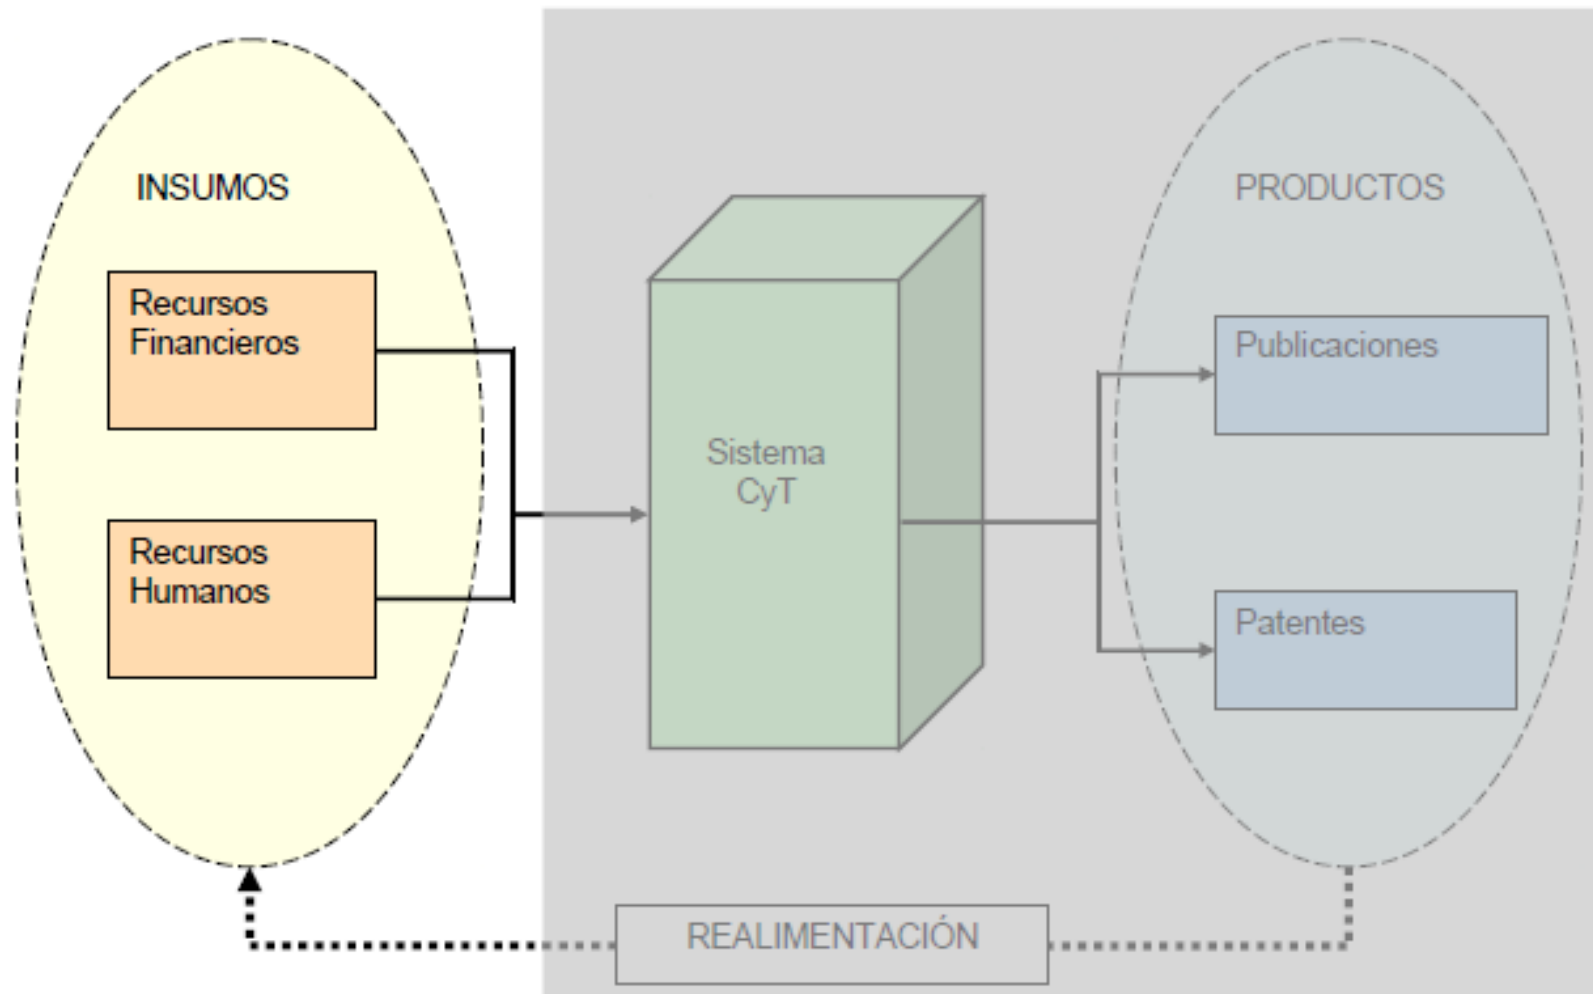 INSUMOS
Recursos
Financieros
Recursos
Humanos
Sistema
CyT
PRODUCTOS
Publicaciones
Patentes
REALIMENTACIÓN